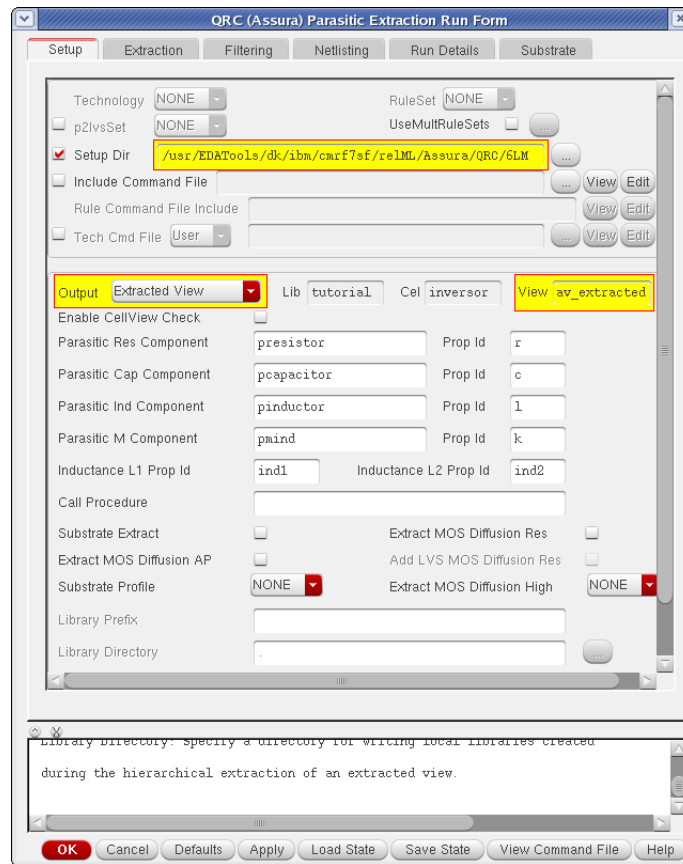 QRC (Assura) Parasitic Extraction Run Form
Setup Extraction Filtering Netlisting Run Details Substrate
Technology NONE RuleSet NONE
p2lvsSet NONE UseMultRuleSets ...
Setup Dir /usr/EDATools/dk/ibm/cmrf7sf/relML/Assura/QRC/6LM ...
Include Command File ... View Edit
Rule Command File Include View Edit
Tech Cmd File User ... View Edit
Output Extracted View Lib tutorial Cel inversor View av_extracted
Enable CellView Check
Parasitic Res Component presistor Prop Id r
Parasitic Cap Component pcapacitor Prop Id c
Parasitic Ind Component pinductor Prop Id l
Parasitic M Component pmind Prop Id k
Inductance L1 Prop Id ind1 Inductance L2 Prop Id ind2
Call Procedure
Substrate Extract Extract MOS Diffusion Res
Extract MOS Diffusion AP Add LVS MOS Diffusion Res
Substrate Profile NONE Extract MOS Diffusion High NONE
Library Prefix
Library Directory . ...
Library Directory: Specify a directory for writing local libraries created
during the hierarchical extraction of an extracted view.
OK Cancel Defaults Apply Load State Save State View Command File Help